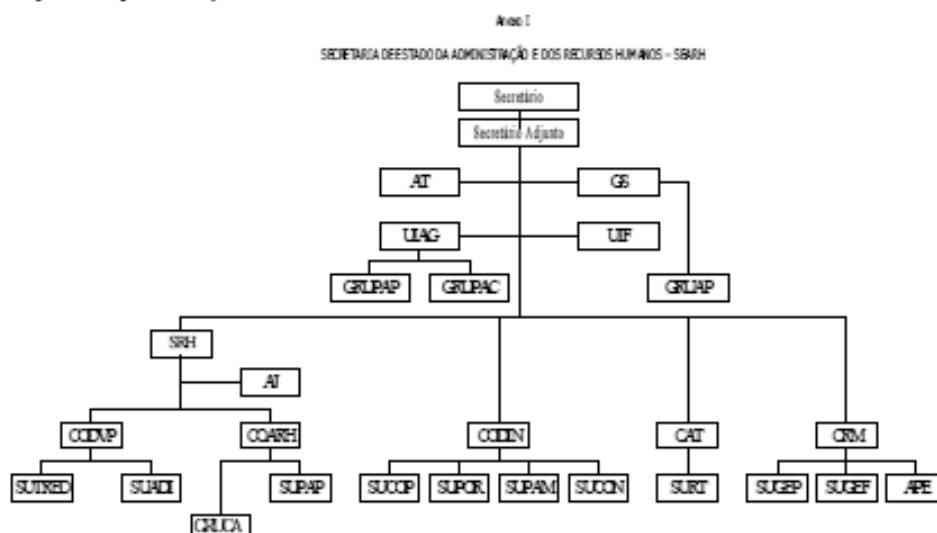 Anexo I
SECRETARIA DE ESTADO DA ADMINISTRAÇÃO E DOS RECURSOS HUMANOS – SEARH
Secretário
Secretário Adjunto
AT GS
UIAG UIF
GRUPAP GRUPAC GRUAP
SRH
AJ
CODVP COARH CODIN CAT CRM
SUTRED SUADI SUPAP SUCOP SUPOR SUPAM SUCON SURT SUGEP SUGEF APE
GRUCA